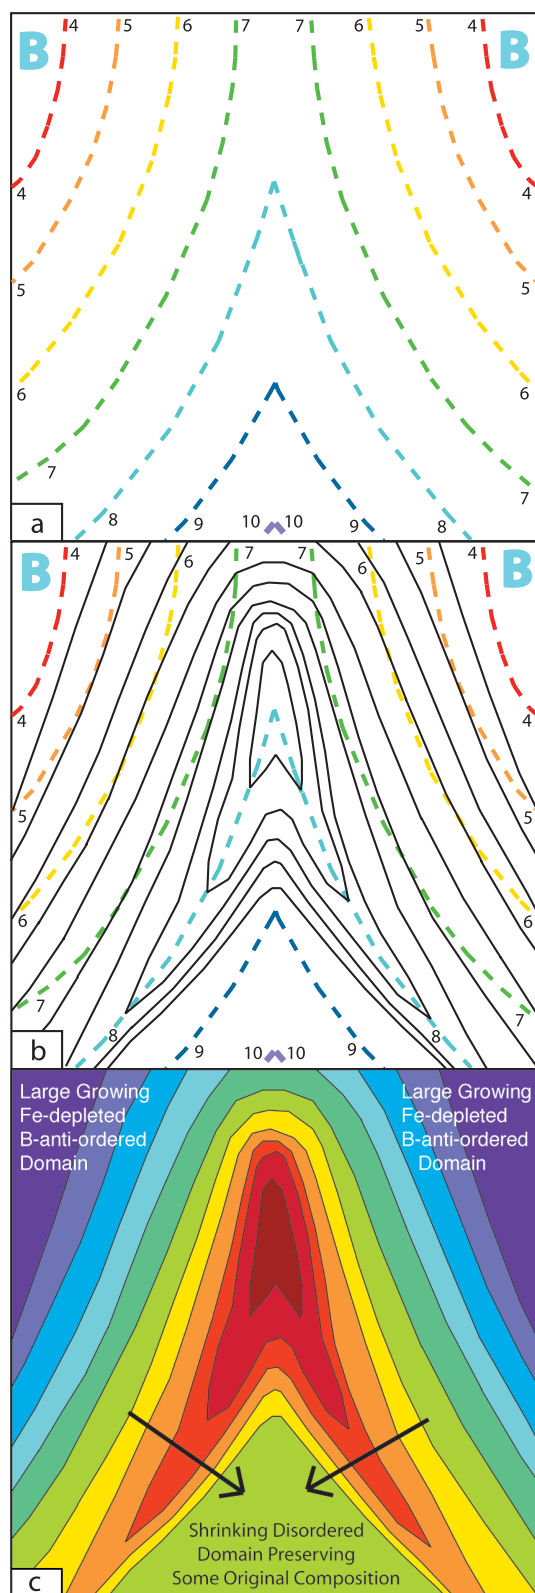 4 5 6 7 7 6 5 4
B B
4 4
5 5
6 6
7 7
8 9 10 10 9 8
a
4 5 6 7 7 6 5 4
B B
4 4
5 5
6 6
7 7
8 9 10 10 9 8
b
Large Growing
Fe-depleted
B-anti-ordered
Domain
Large Growing
Fe-depleted
B-anti-ordered
Domain
Shrinking Disordered
Domain Preserving
Some Original Composition
c